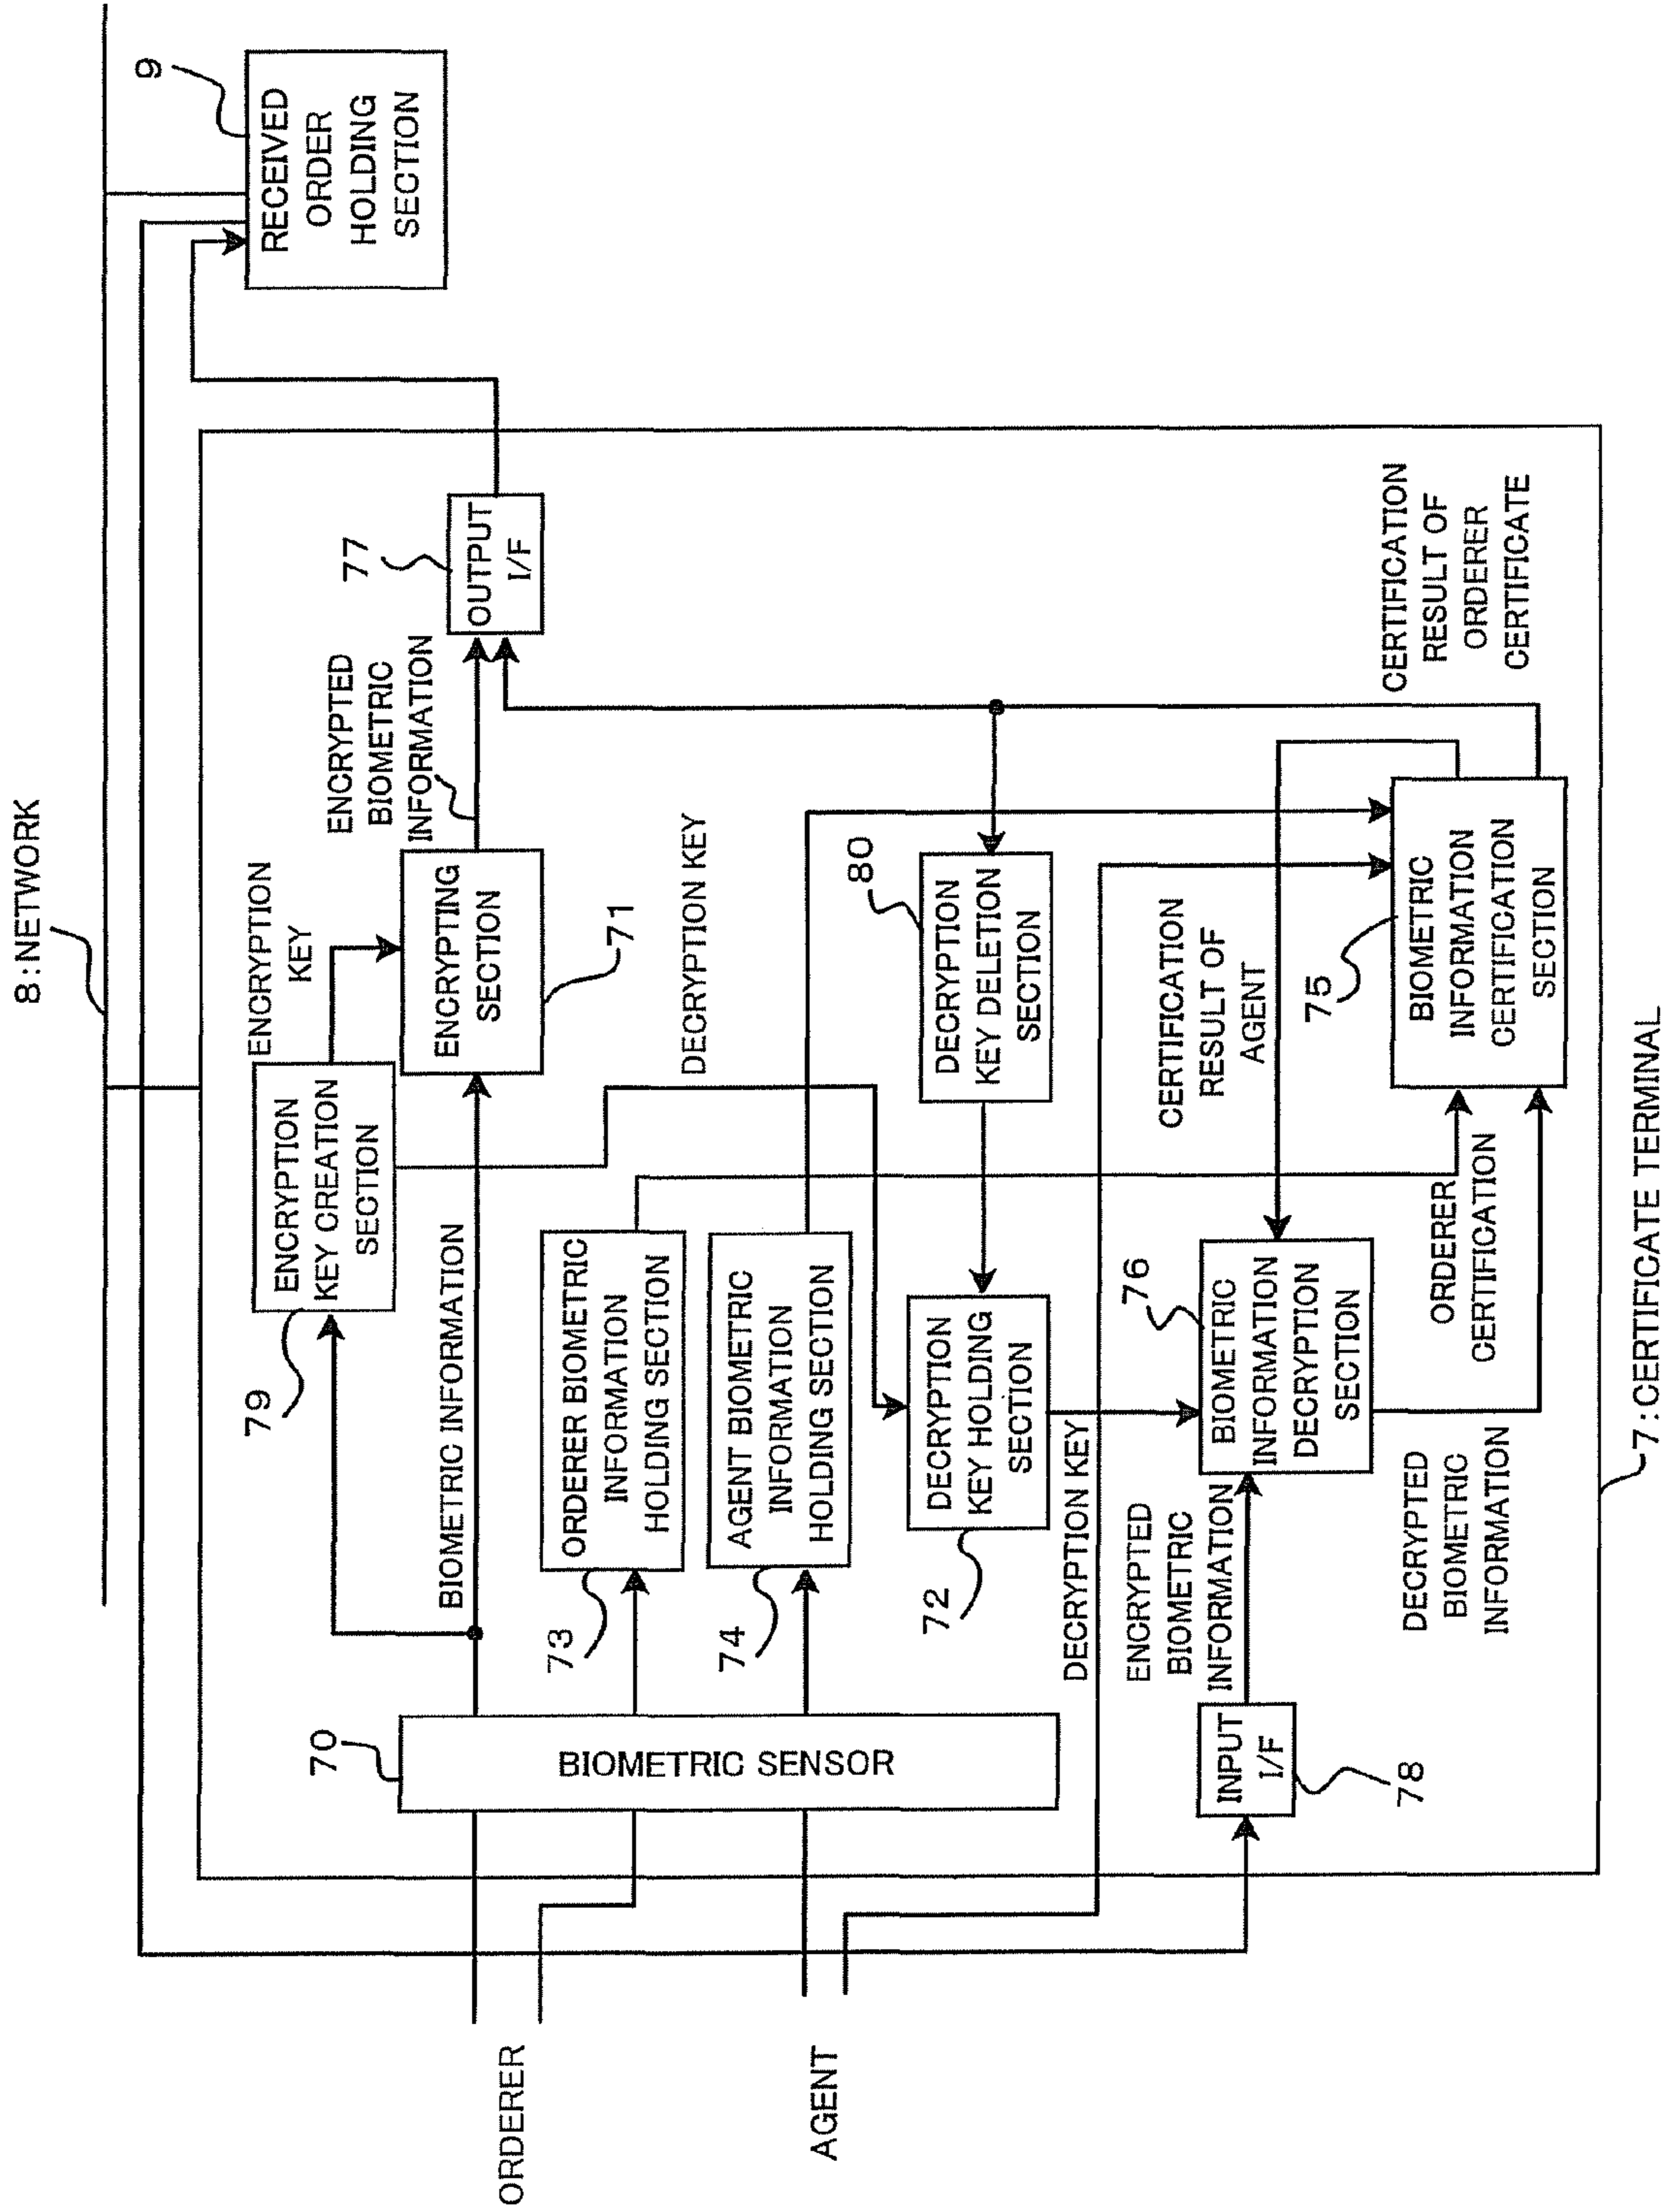 8:NETWORK
9
RECEIVED
ORDER
HOLDING
SECTION
ENCRYPTION
KEY
79
ENCRYPTION
KEY CREATION
SECTION
ENCRYPTED
BIOMETRIC
INFORMATION
77
OUTPUT
I/F
BIOMETRIC INFORMATION
ENCRYPTING
SECTION
71
70
BIOMETRIC SENSOR
ORDERER
73
ORDERER BIOMETRIC
INFORMATION
HOLDING SECTION
DECRYPTION KEY
AGENT
74
AGENT BIOMETRIC
INFORMATION
HOLDING SECTION
80
DECRYPTION
KEY DELETION
SECTION
72
DECRYPTION
KEY HOLDING
SECTION
DECRYPTION KEY
CERTIFICATION
RESULT OF
AGENT
ENCRYPTED
BIOMETRIC
INFORMATION
76
BIOMETRIC
INFORMATION
DECRYPTION
SECTION
INPUT
I/F
78
75
BIOMETRIC
INFORMATION
CERTIFICATION
SECTION
CERTIFICATION
RESULT OF
ORDERER
CERTIFICATE
ORDERER
CERTIFICATION
DECRYPTED
BIOMETRIC
INFORMATION
7:CERTIFICATE TERMINAL